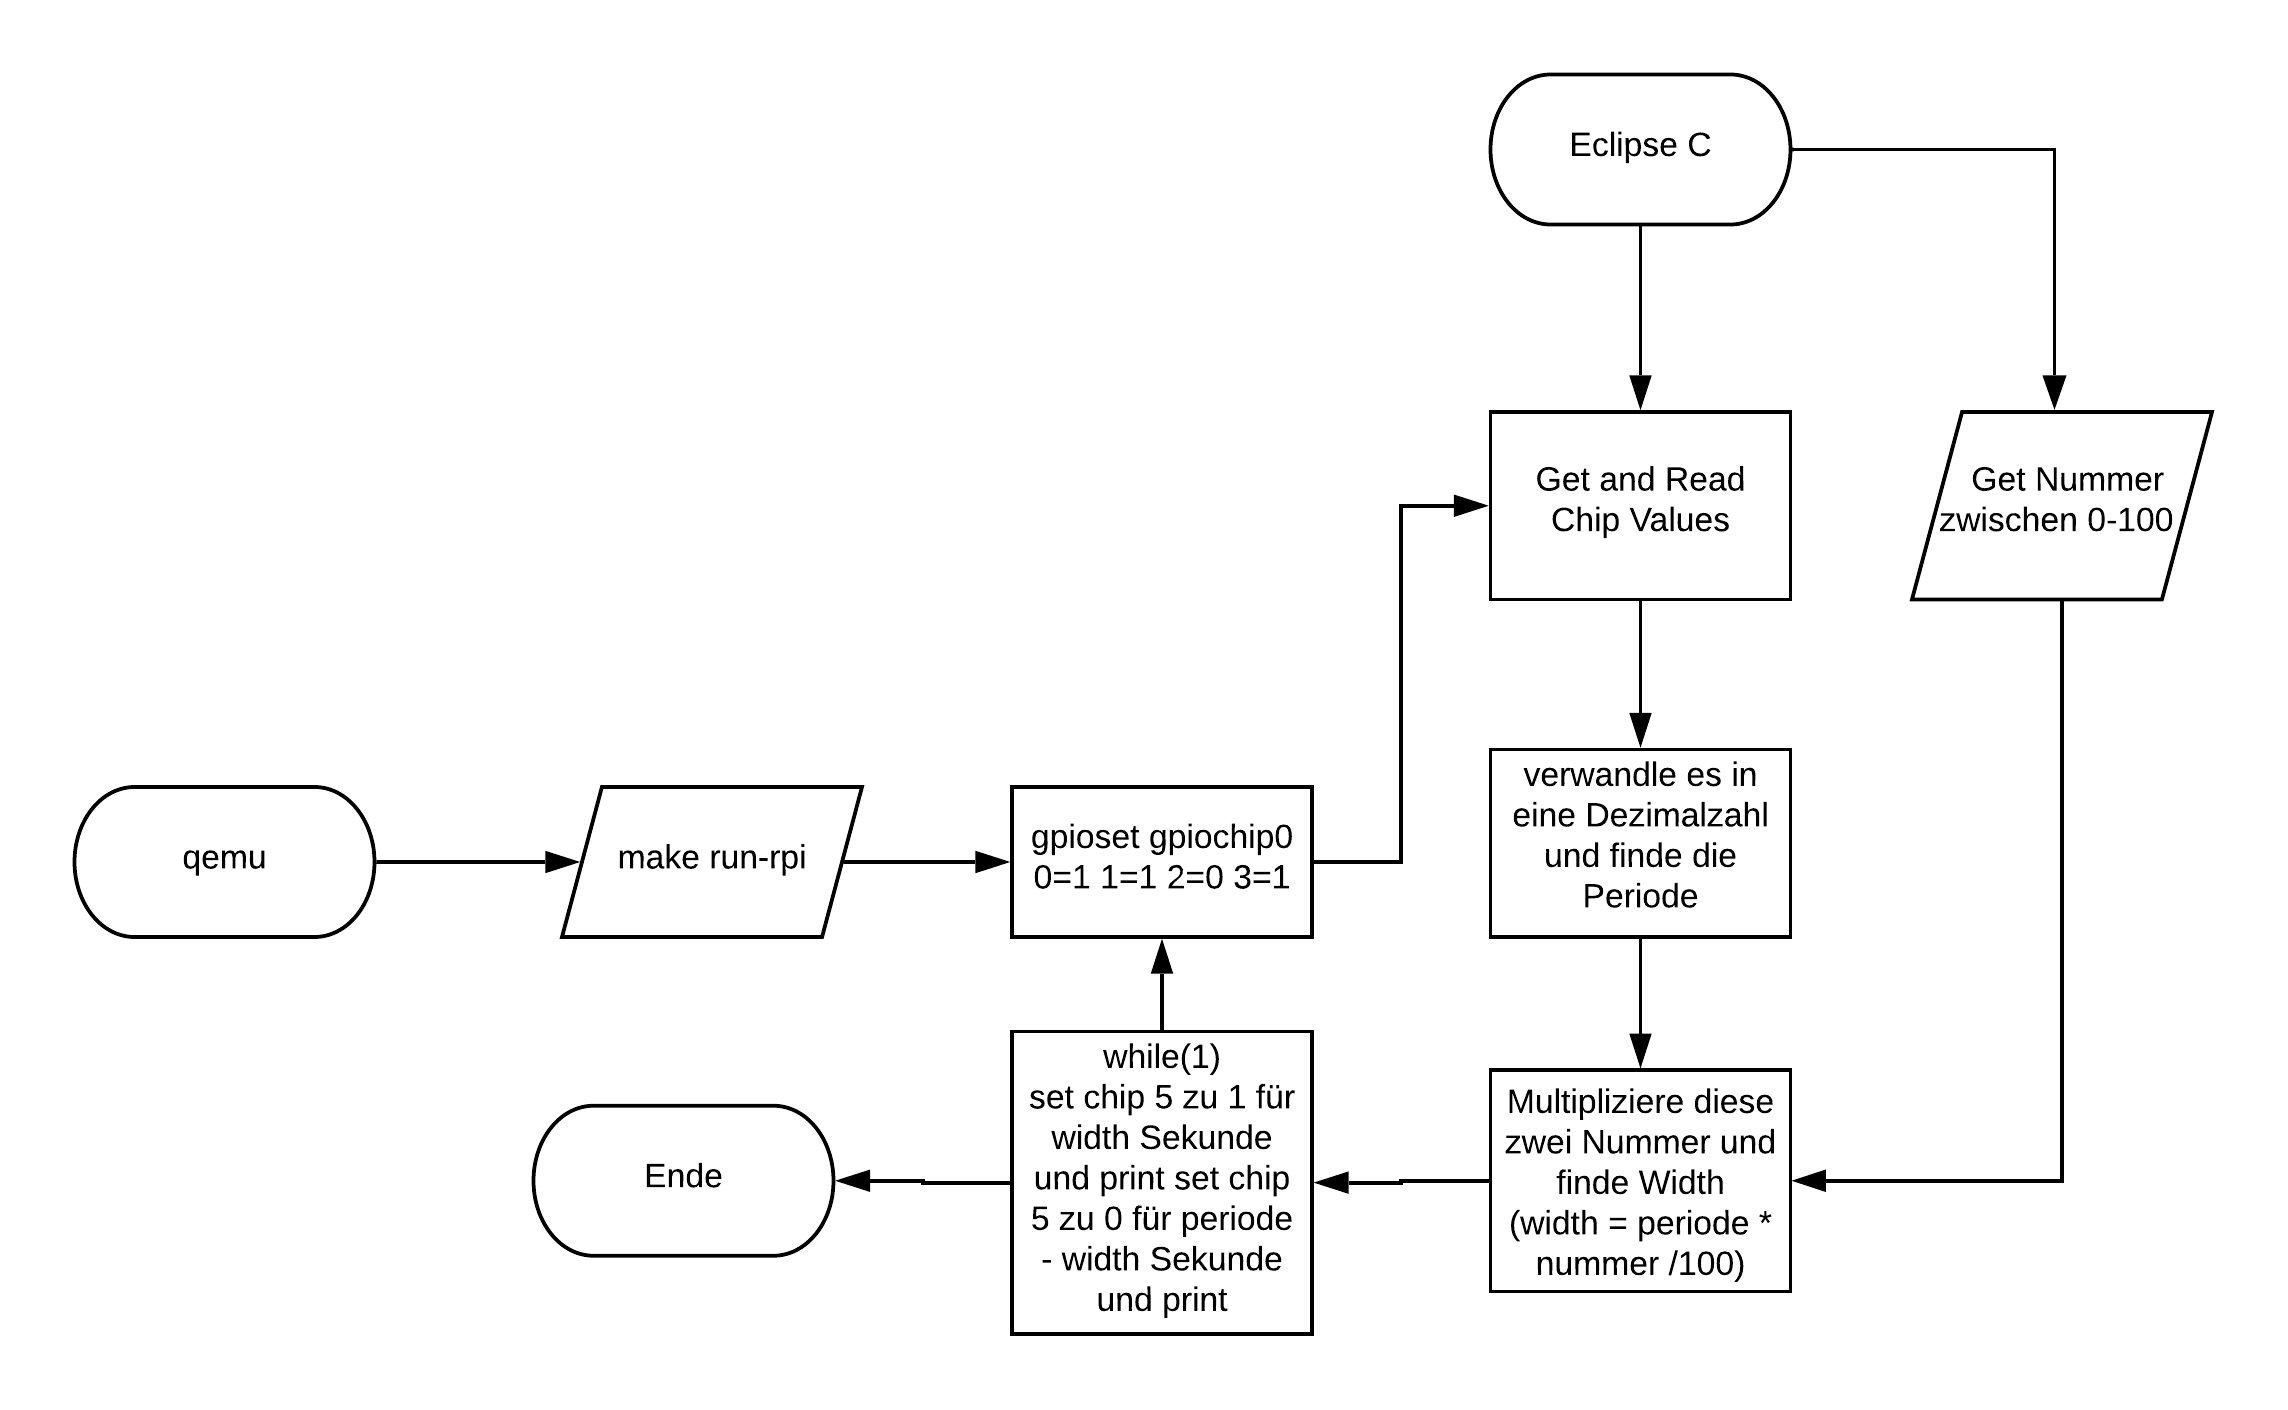 Eclipse C
Get and Read
Chip Values
Get Nummer
zwischen 0-100
verwandle es in
eine Dezimalzahl
und finde die
Periode
qemu
make run-rpi
gpioset gpiochip0
0=1 1=1 2=0 3=1
while(1)
set chip 5 zu 1 für
width Sekunde
und print set chip
5 zu 0 für periode
- width Sekunde
und print
Ende
Multipliziere diese
zwei Nummer und
finde Width
(width = periode *
nummer /100)